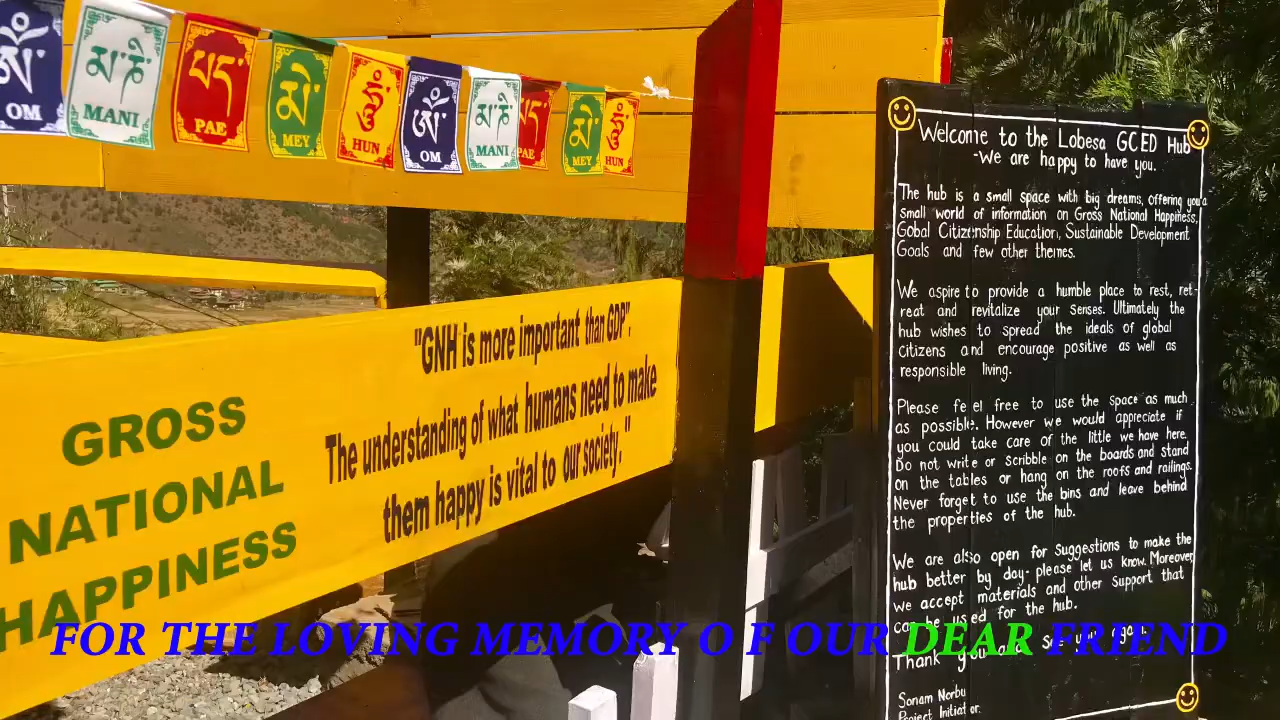 ༀ
OM
མ་ཎི
MANI
པད་
PAE
མེ་
MEY
ཧཱུྃ
HUN
ༀ
OM
མ་ཎི
MANI
པད་
PAE
མེ་
MEY
ཧཱུྃ
HUN
GROSS
NATIONAL
HAPPINESS
"GNH is more important than GDP".
The understanding of what humans need to make
them happy is vital to our society."
Welcome to the Lobesa GCED Hub
-We are happy to have you.
The hub is a small space with big dreams, offering you a
small world of information on Gross National Happiness,
Gobal Citizenship Education, Sustainable Development
Goals and few other themes.
We aspire to provide a humble place to rest, ret-
reat and revitalize your senses. Ultimately the
hub wishes to spread the ideals of global
citizens and encourage positive as well as
responsible living.
Please feel free to use the space as much
as possible. However we would appreciate if
you could take care of the little we have here.
Do not write or scribble on the boards and stand
on the tables or hang on the roofs and railings.
Never forget to use the bins and leave behind
the properties of the hub.
We are also open for suggestions to make the
hub better by day- please let us know. Moreover,
we accept materials and other support that
can be used for the hub.
Thank you and see you again.
Sonam Norbu
Project Initiator.
FOR THE LOVING MEMORY O F OUR DEAR FRIEND